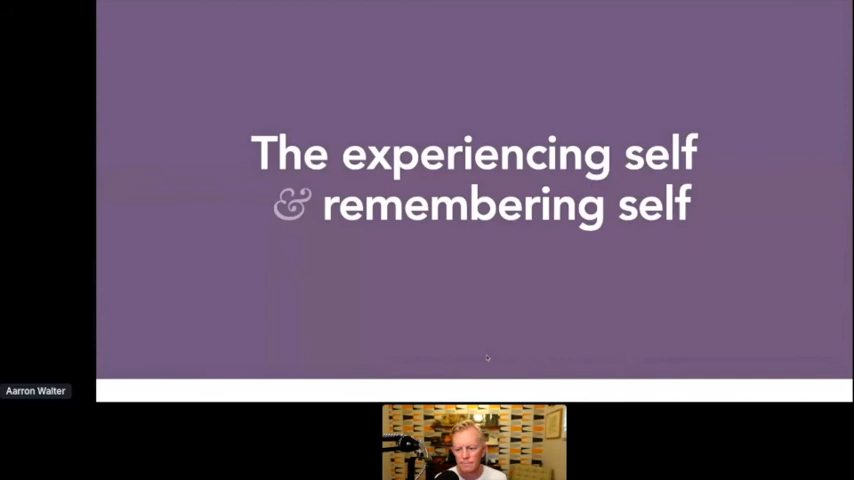 The experiencing self
& remembering self
Aarron Walter